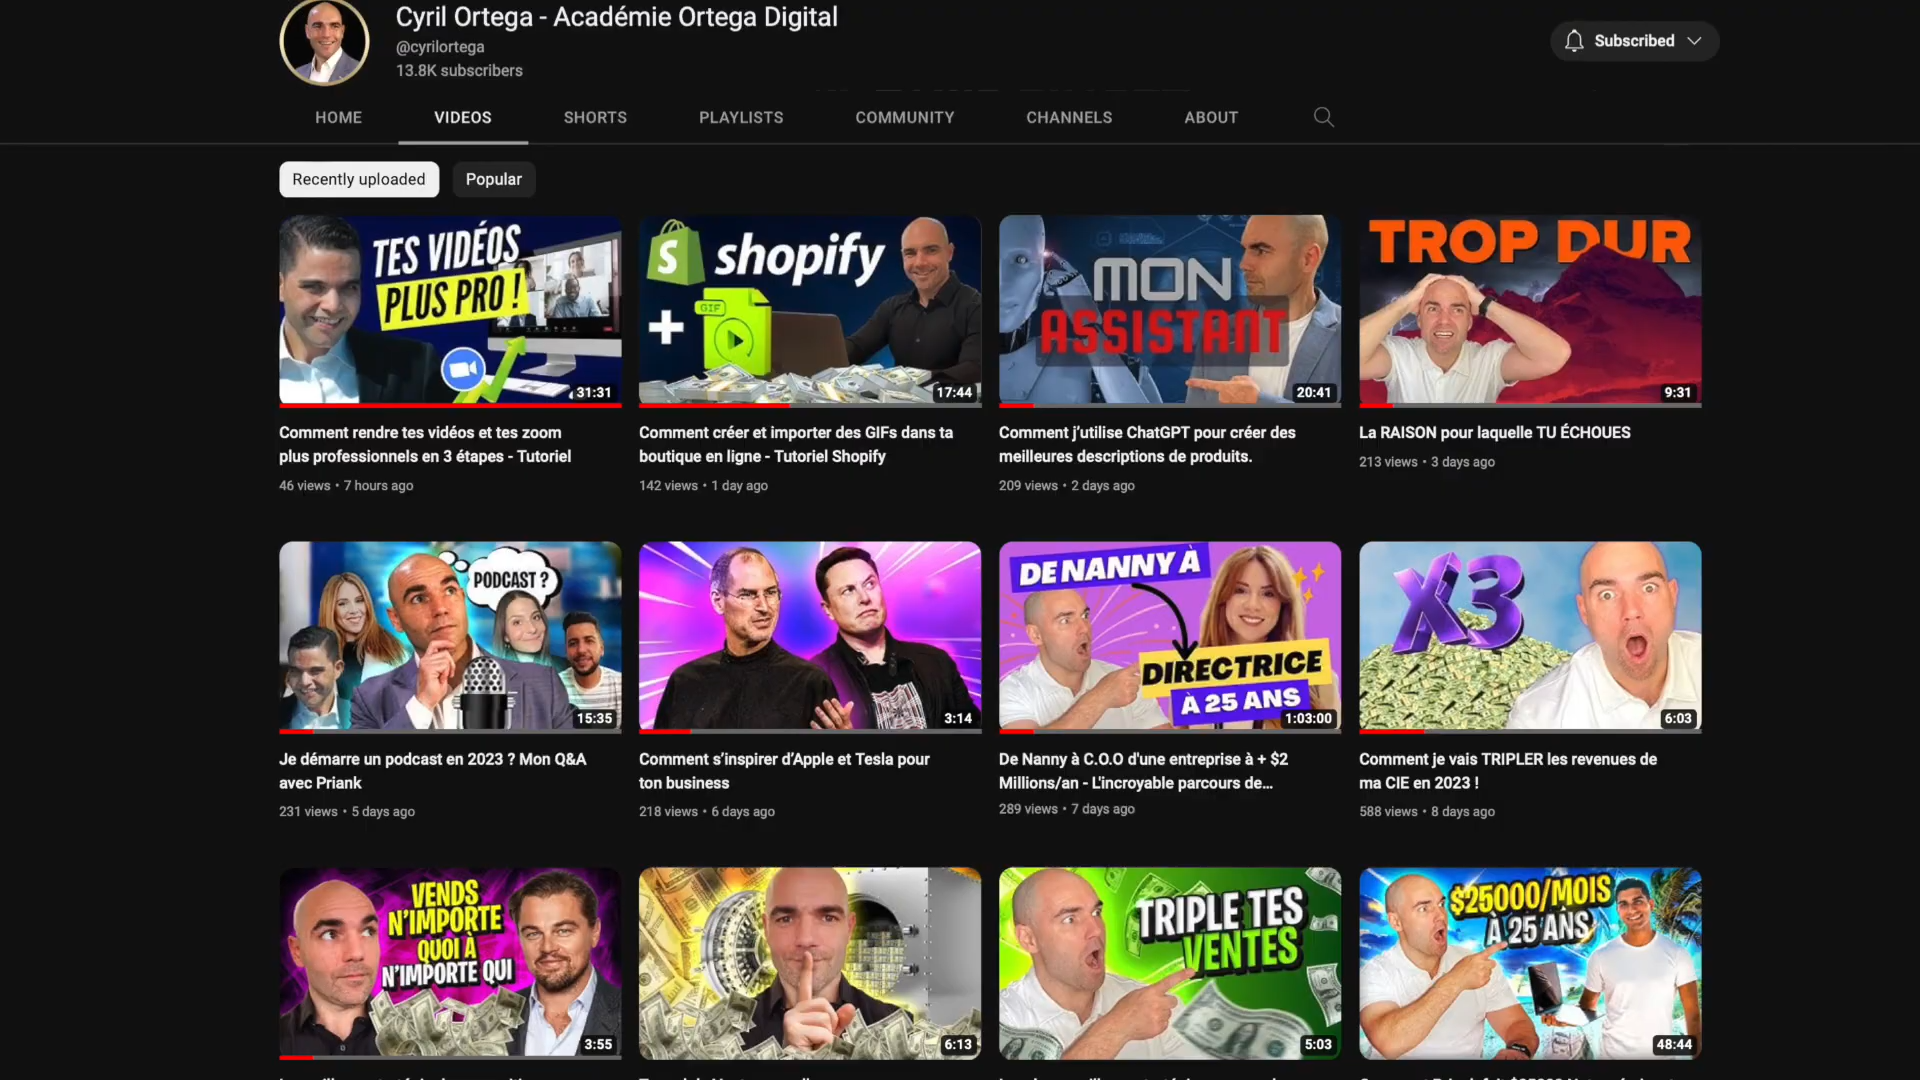 Cyril Ortega - Académie Ortega Digital
@cyrilortega
13.8K subscribers
Subscribed
HOME VIDEOS SHORTS PLAYLISTS COMMUNITY CHANNELS ABOUT
Recently uploaded Popular
TES VIDÉOS
PLUS PRO !
31:31
shopify
GIF
17:44
MON
ASSISTANT
20:41
TROP DUR
9:31
Comment rendre tes vidéos et tes zoom
plus professionnels en 3 étapes - Tutoriel
46 views • 7 hours ago
Comment créer et importer des GIFs dans ta
boutique en ligne - Tutoriel Shopify
142 views • 1 day ago
Comment j’utilise ChatGPT pour créer des
meilleures descriptions de produits.
209 views • 2 days ago
La RAISON pour laquelle TU ÉCHOUES
213 views • 3 days ago
PODCAST ?
15:35
3:14
DE NANNY À
DIRECTRICE
À 25 ANS
1:03:00
X3
6:03
Je démarre un podcast en 2023 ? Mon Q&A
avec Priank
231 views • 5 days ago
Comment s’inspirer d’Apple et Tesla pour
ton business
218 views • 6 days ago
De Nanny à C.O.O d'une entreprise à + $2
Millions/an - L'incroyable parcours de...
289 views • 7 days ago
Comment je vais TRIPLER les revenues de
ma CIE en 2023 !
588 views • 8 days ago
VENDS
N'IMPORTE
QUOI À
N'IMPORTE QUI
3:55
6:13
TRIPLE TES
VENTES
5:03
$25000/MOIS
À 25 ANS
48:44